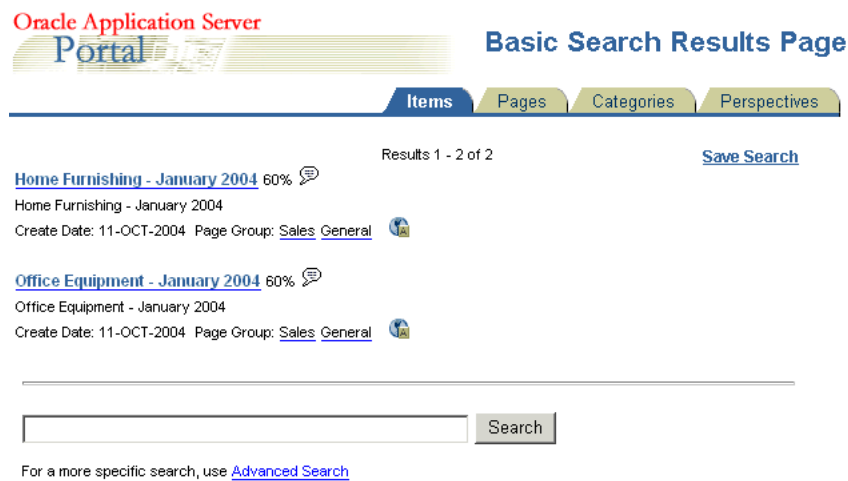 Oracle Application Server
Portal
Basic Search Results Page
Items Pages Categories Perspectives
Results 1 - 2 of 2
Save Search
Home Furnishing - January 2004 60%
Home Furnishing - January 2004
Create Date: 11-OCT-2004 Page Group: Sales General
Office Equipment - January 2004 60%
Office Equipment - January 2004
Create Date: 11-OCT-2004 Page Group: Sales General
Search
For a more specific search, use Advanced Search